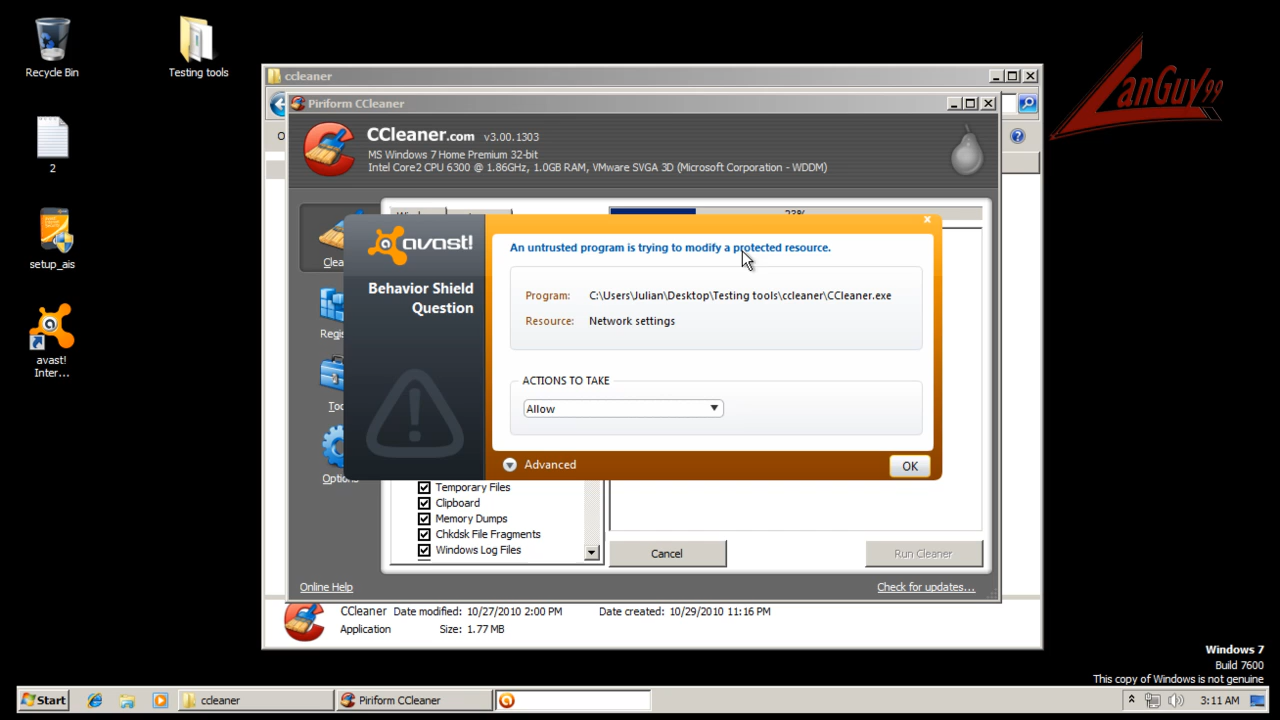 Recycle Bin
Testing tools
2
setup_ais
avast!
Inter...
LanGuy99
ccleaner
Piriform CCleaner
CCleaner.com v3.00.1303
MS Windows 7 Home Premium 32-bit
Intel Core2 CPU 6300 @ 1.86GHz, 1.0GB RAM, VMware SVGA 3D (Microsoft Corporation - WDDM)
23%
avast!
Behavior Shield
Question
An untrusted program is trying to modify a protected resource.
Program: C:\Users\Julian\Desktop\Testing tools\ccleaner\CCleaner.exe
Resource: Network settings
ACTIONS TO TAKE
Allow
Advanced
OK
Temporary Files
Clipboard
Memory Dumps
Chkdsk File Fragments
Windows Log Files
Cancel
Run Cleaner
Online Help
Check for updates...
CCleaner Date modified: 10/27/2010 2:00 PM Date created: 10/29/2010 11:16 PM
Application Size: 1.77 MB
Windows 7
Build 7600
This copy of Windows is not genuine
Start
ccleaner
Piriform CCleaner
3:11 AM